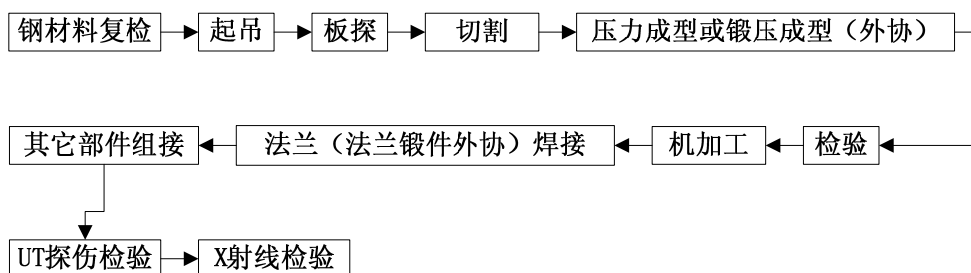 钢材料复检 起吊 板探 切割 压力成型或锻压成型（外协）
其它部件组接 法兰（法兰锻件外协）焊接 机加工 检验
UT探伤检验 X射线检验